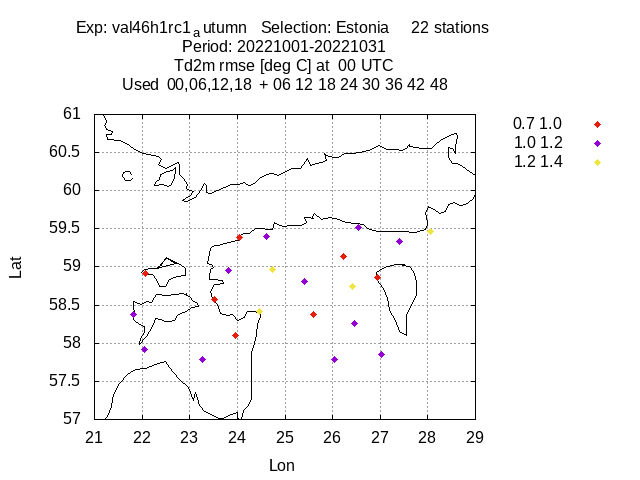 Exp: val46h1rc1autumn   Selection: Estonia     22 stations
Period: 20221001-20221031
Td2m rmse [deg C] at  00 UTC
Used  00,06,12,18  + 06 12 18 24 30 36 42 48
0.7 1.0
1.0 1.2
1.2 1.4
61
60.5
60
59.5
59
58.5
58
57.5
57
Lat
21 22 23 24 25 26 27 28 29
Lon